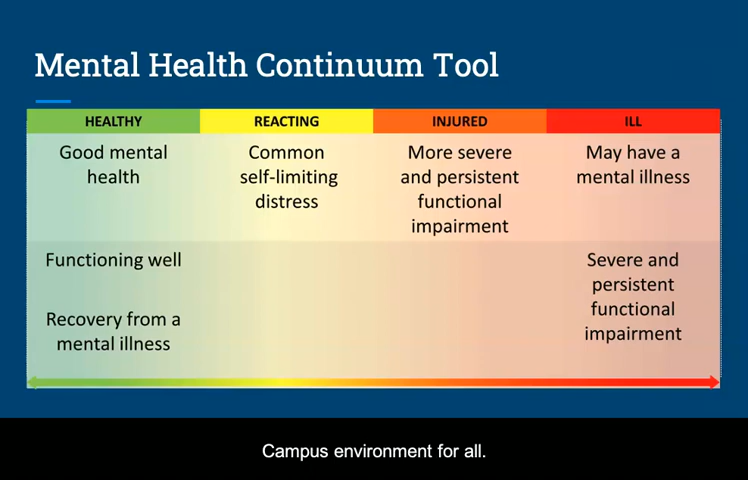 Mental Health Continuum Tool
HEALTHY
REACTING
INJURED
ILL
Good mental
health
Common
self-limiting
distress
More severe
and persistent
functional
impairment
May have a
mental illness
Functioning well
Recovery from a
mental illness
Severe and
persistent
functional
impairment
Campus environment for all.